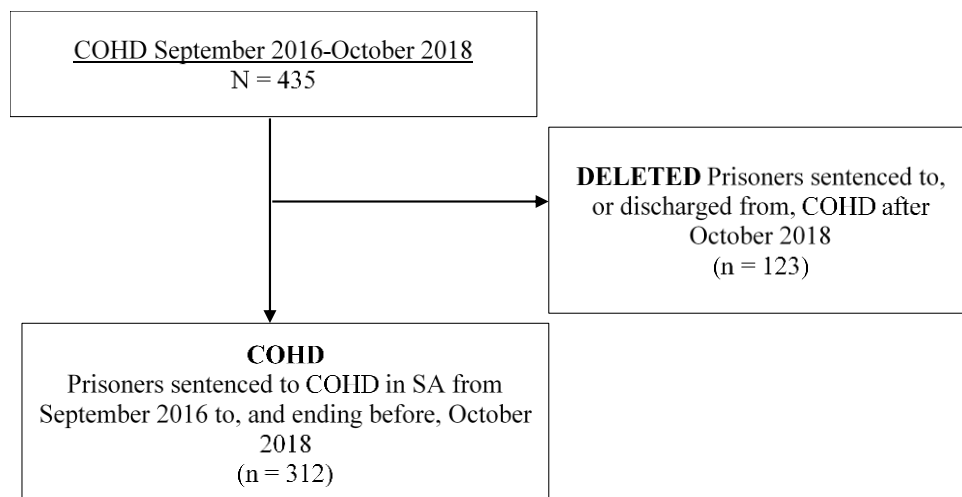 COHD September 2016-October 2018
N = 435
DELETED Prisoners sentenced to,
or discharged from, COHD after
October 2018
(n = 123)
COHD
Prisoners sentenced to COHD in SA from
September 2016 to, and ending before, October
2018
(n = 312)